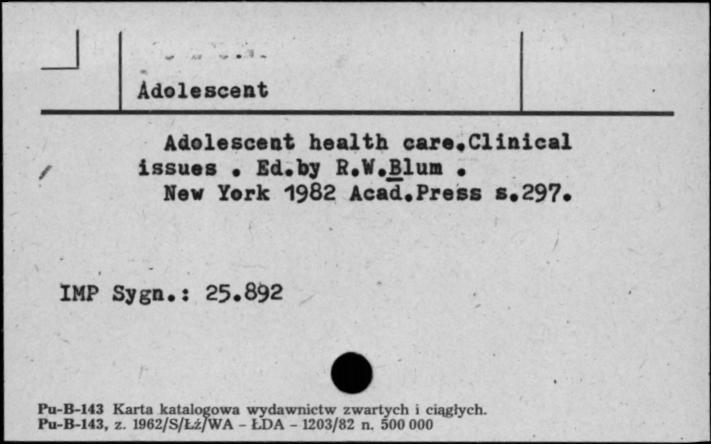 Adolescent
Adolescent health care.Clinical
issues . Ed.by R.W.Blum .
New York 1982 Acad.Press s.297.
IMP Sygn.: 25.892
Pu-B-143 Karta katalogowa wydawnictw zwartych i ciągłych.
Pu-B-143, z. 1962/S/Łż/WA - ŁDA - 1203/82 n. 500 000